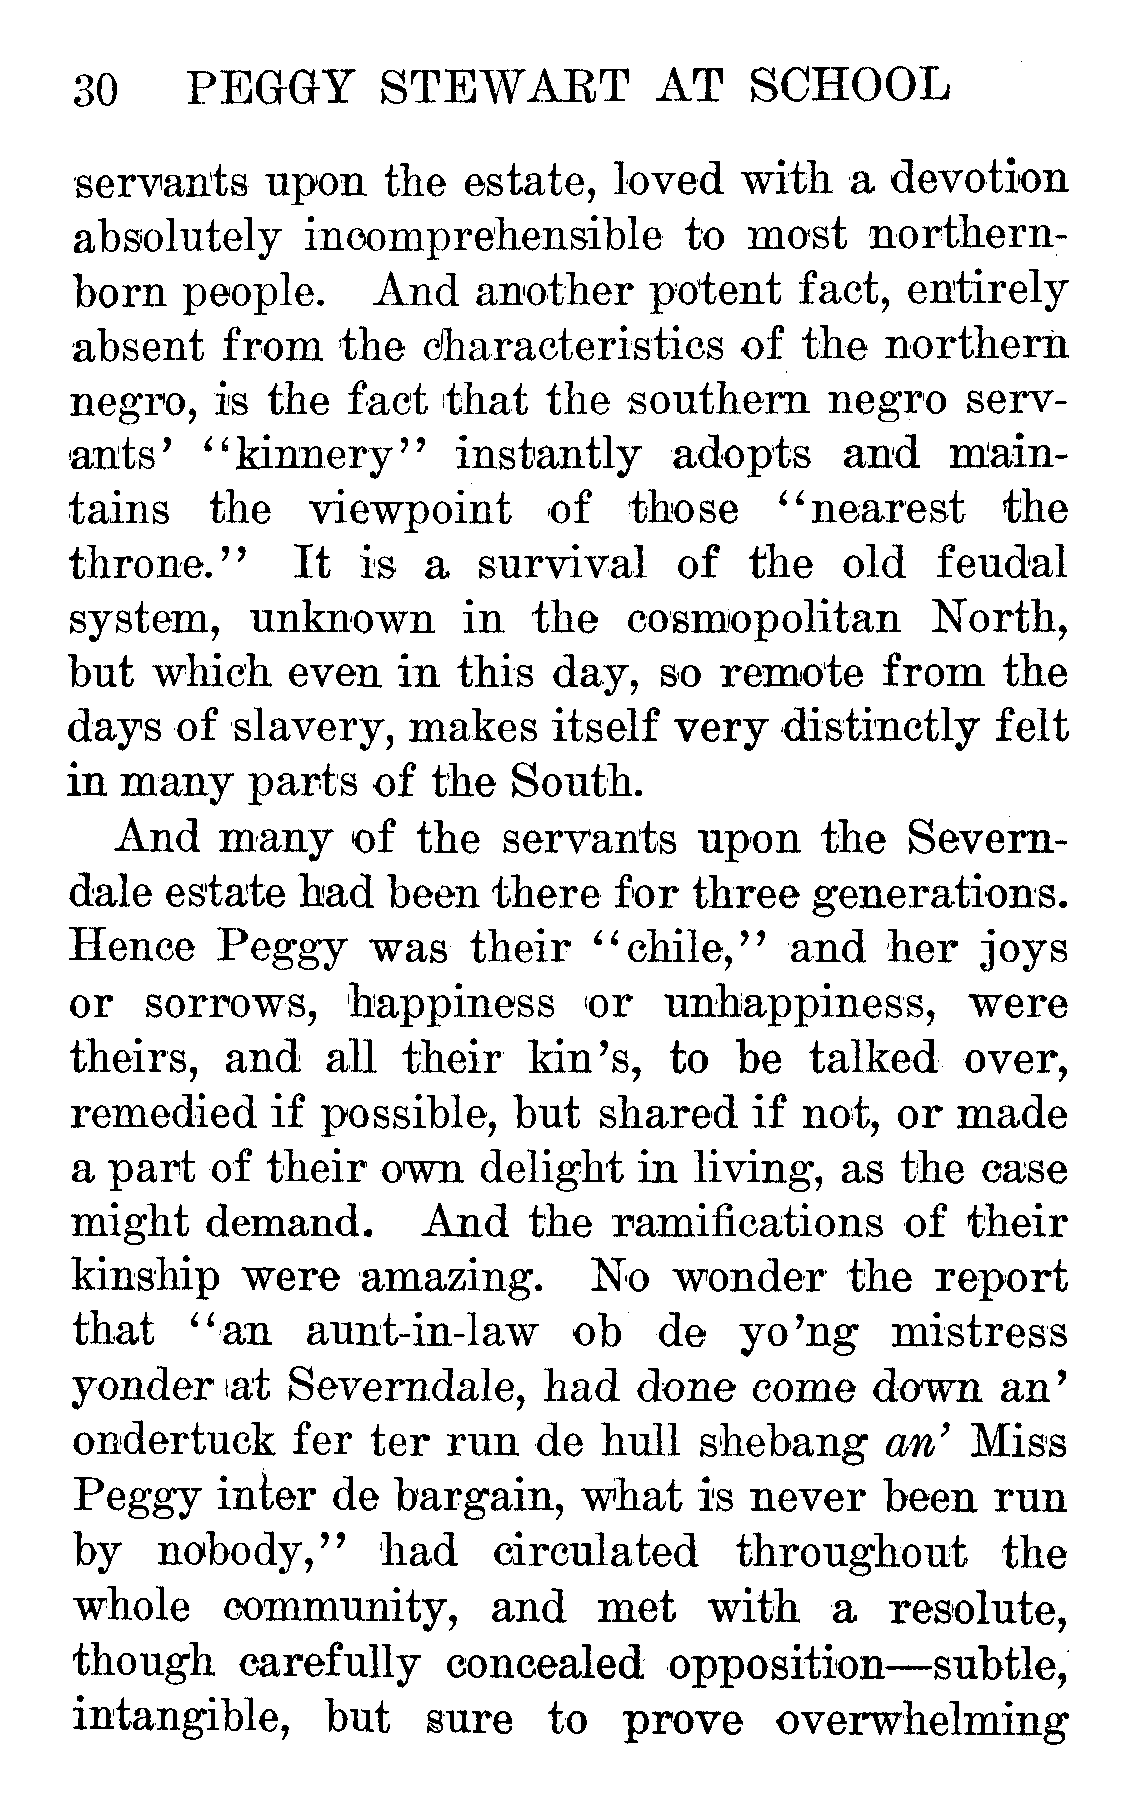 30 PEGGY STEWART AT SCHOOL
servants upon the estate, loved with a devotion
absolutely incomprehensible to most northern-
born people. And another potent fact, entirely
absent from the characteristics of the northern
negro, is the fact that the southern negro serv-
ants' "kinnery" instantly adopts and main-
tains the viewpoint of those "nearest the
throne." It is a survival of the old feudal
system, unknown in the cosmopolitan North,
but which even in this day, so remote from the
days of slavery, makes itself very distinctly felt
in many parts of the South.
And many of the servants upon the Severn-
dale estate had been there for three generations.
Hence Peggy was their "chile," and her joys
or sorrows, happiness or unhappiness, were
theirs, and all their kin's, to be talked over,
remedied if possible, but shared if not, or made
a part of their own delight in living, as the case
might demand. And the ramifications of their
kinship were amazing. No wonder the report
that "an aunt-in-law ob de yo'ng mistress
yonder at Severndale, had done come down an'
ondertuck fer ter run de hull shebang an' Miss
Peggy inter de bargain, what is never been run
by nobody," had circulated throughout the
whole community, and met with a resolute,
though carefully concealed opposition—subtle,
intangible, but sure to prove overwhelming